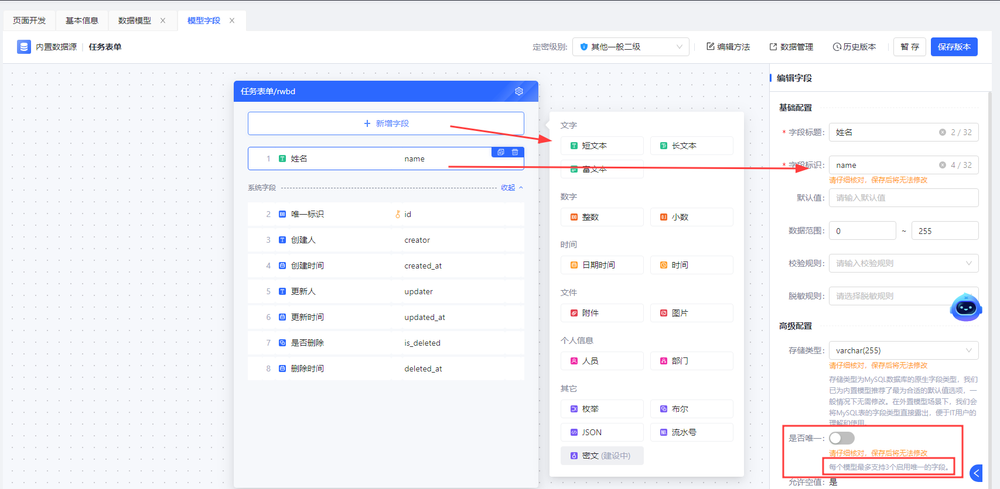 页面开发 基本信息 数据模型 模型字段
内置数据源 任务表单 定密级别: 其他一般二级 编辑方法 数据管理 历史版本 暂 存 保存版本
任务表单/rwbd
新增字段
1 姓名 name
系统字段 收起
2 唯一标识 id
3 创建人 creator
4 创建时间 created_at
5 更新人 updater
6 更新时间 updated_at
7 是否删除 is_deleted
8 删除时间 deleted_at
文字
短文本 长文本
富文本
数字
整数 小数
时间
日期时间 时间
文件
附件 图片
个人信息
人员 部门
其它
枚举 布尔
JSON 流水号
密文 (建设中)
编辑字段
基础配置
* 字段标题: 姓名 2 / 32
* 字段标识: name 4 / 32
请仔细核对，保存后将无法修改
默认值: 请输入默认值
数据范围: 0 ~ 255
校验规则: 请输入校验规则
脱敏规则: 请选择脱敏规则
高级配置
存储类型: varchar(255)
请仔细核对，保存后将无法修改
存储类型为MySQL数据库的原生字段类型，我们
已为内置模型推荐了最为合适的默认值选项，一
般情况下无需修改。在外置模型场景下，我们会
将MySQL表的字段类型直接露出，便于IT用户的
理解和使用。
是否唯一:
请仔细核对，保存后将无法修改
每个模型最多支持3个启用唯一的字段。
允许空值: 是